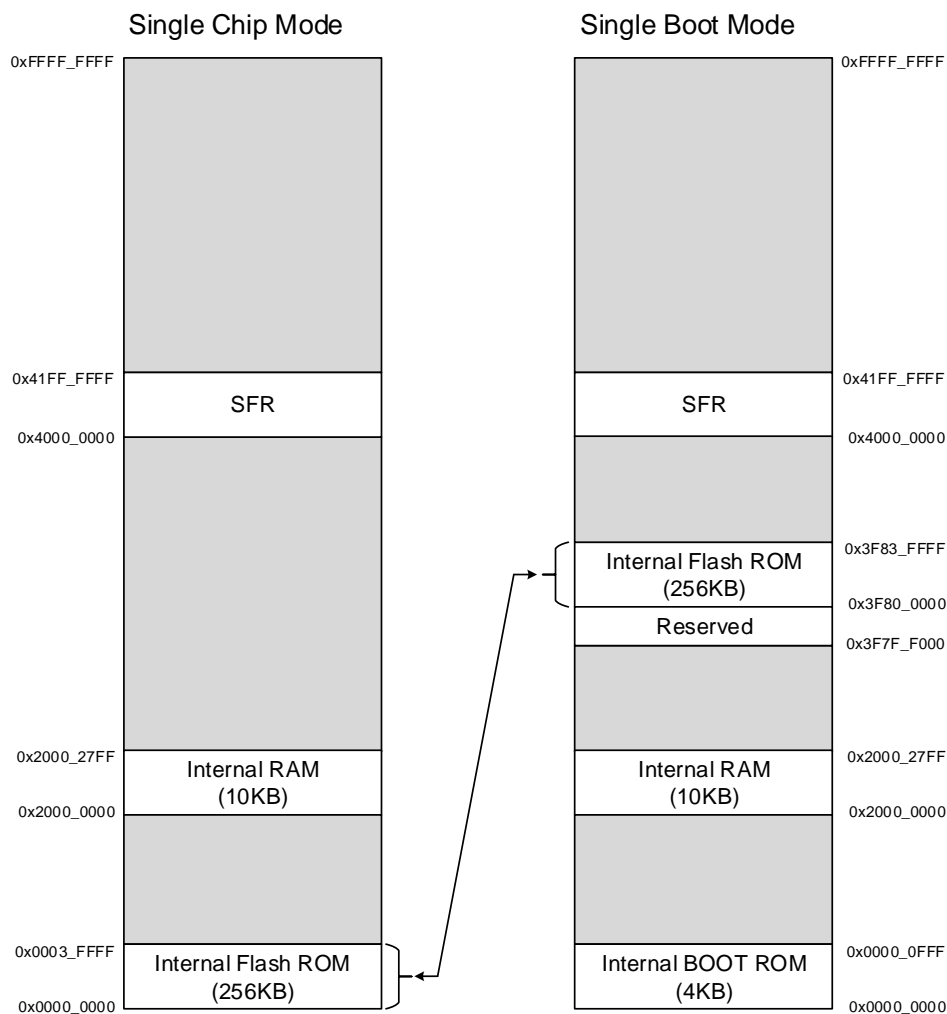 Single Chip Mode
0xFFFF_FFFF
0x41FF_FFFF
SFR
0x4000_0000
0x2000_27FF
Internal RAM
(10KB)
0x2000_0000
0x0003_FFFF
Internal Flash ROM
(256KB)
0x0000_0000
Single Boot Mode
0xFFFF_FFFF
0x41FF_FFFF
SFR
0x4000_0000
0x3F83_FFFF
Internal Flash ROM
(256KB)
0x3F80_0000
Reserved
0x3F7F_F000
0x2000_27FF
Internal RAM
(10KB)
0x2000_0000
0x0000_0FFF
Internal BOOT ROM
(4KB)
0x0000_0000